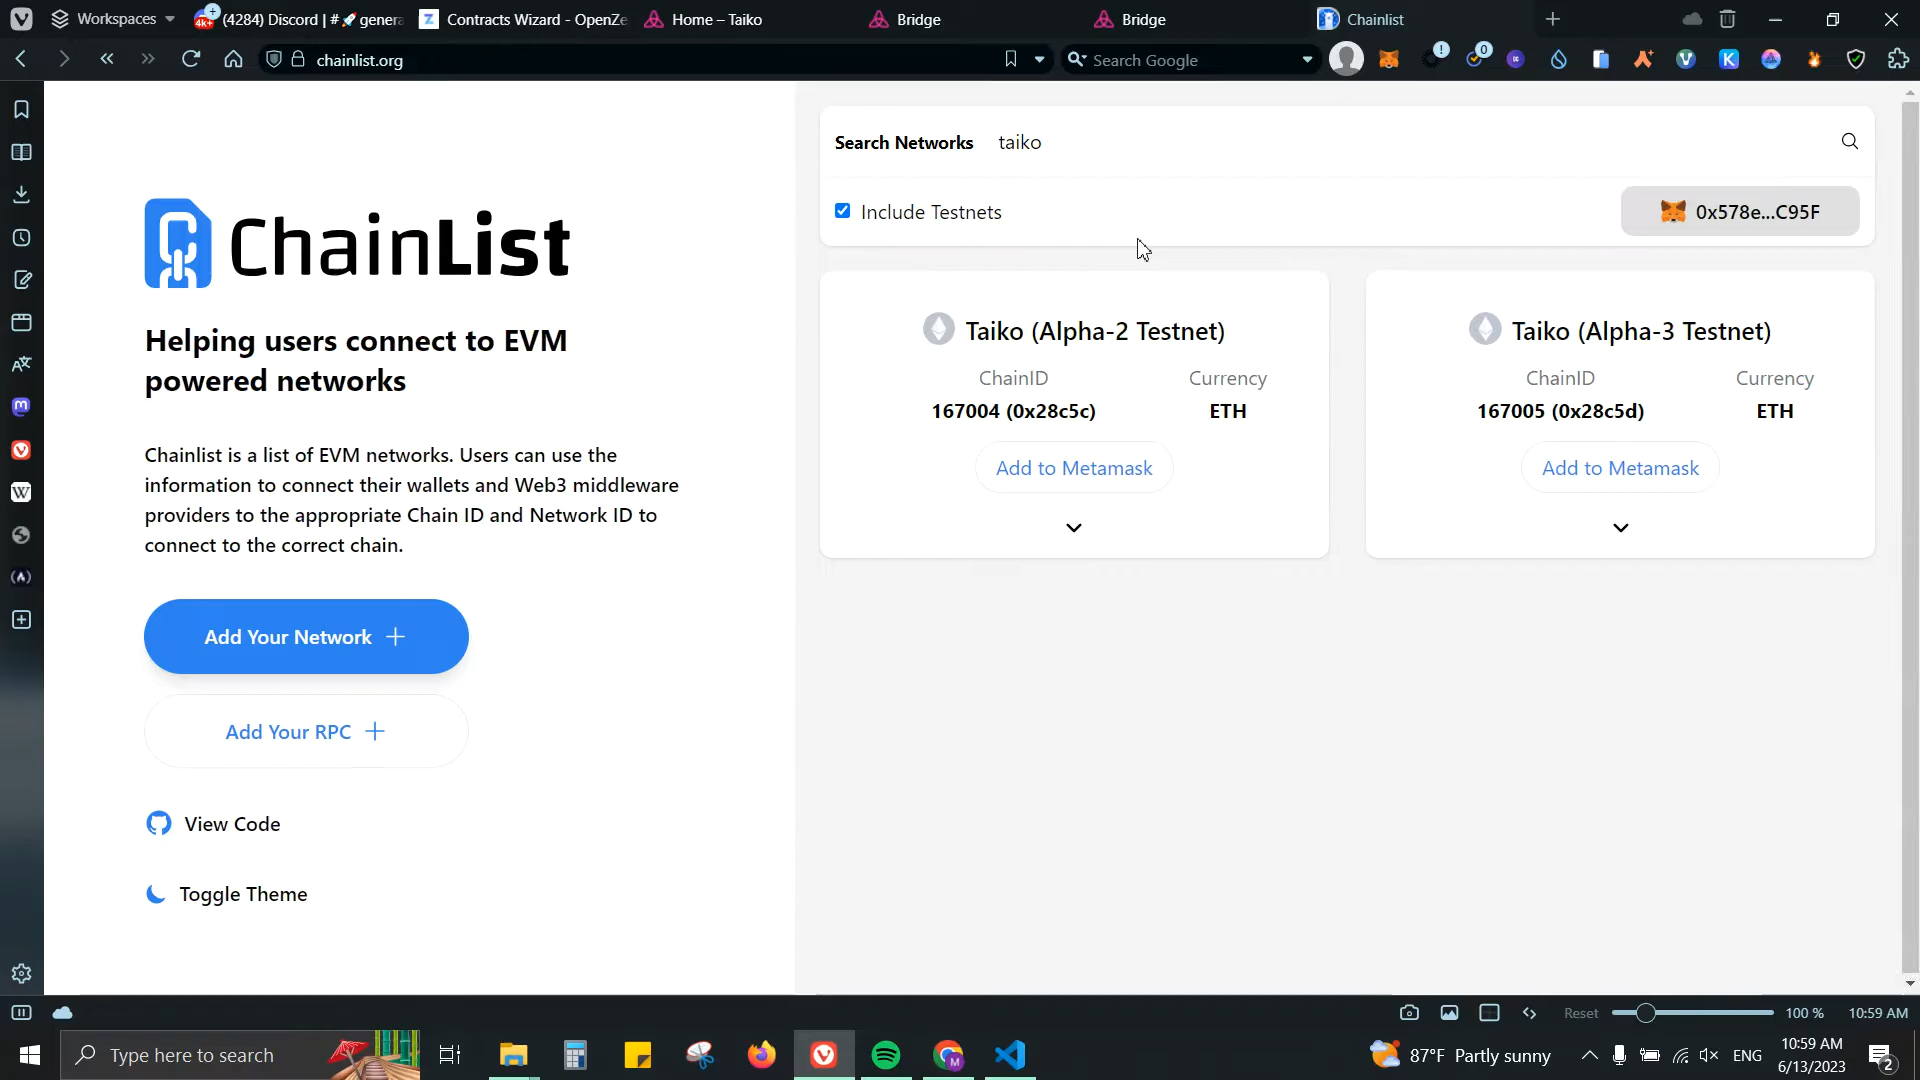 Workspaces
(4284) Discord | # 🚀 genera
Contracts Wizard - OpenZe
Home – Taiko
Bridge
Bridge
Chainlist
4k+
chainlist.org
Search Google
!
0
Search Networks taiko
Include Testnets
0x578e...C95F
ChainList
Helping users connect to EVM
powered networks
Chainlist is a list of EVM networks. Users can use the
information to connect their wallets and Web3 middleware
providers to the appropriate Chain ID and Network ID to
connect to the correct chain.
Add Your Network
Add Your RPC
View Code
Toggle Theme
Taiko (Alpha-2 Testnet)
ChainID Currency
167004 (0x28c5c) ETH
Add to Metamask
Taiko (Alpha-3 Testnet)
ChainID Currency
167005 (0x28c5d) ETH
Add to Metamask
Reset
100 %
10:59 AM
Type here to search
87°F Partly sunny
ENG
10:59 AM
6/13/2023
2